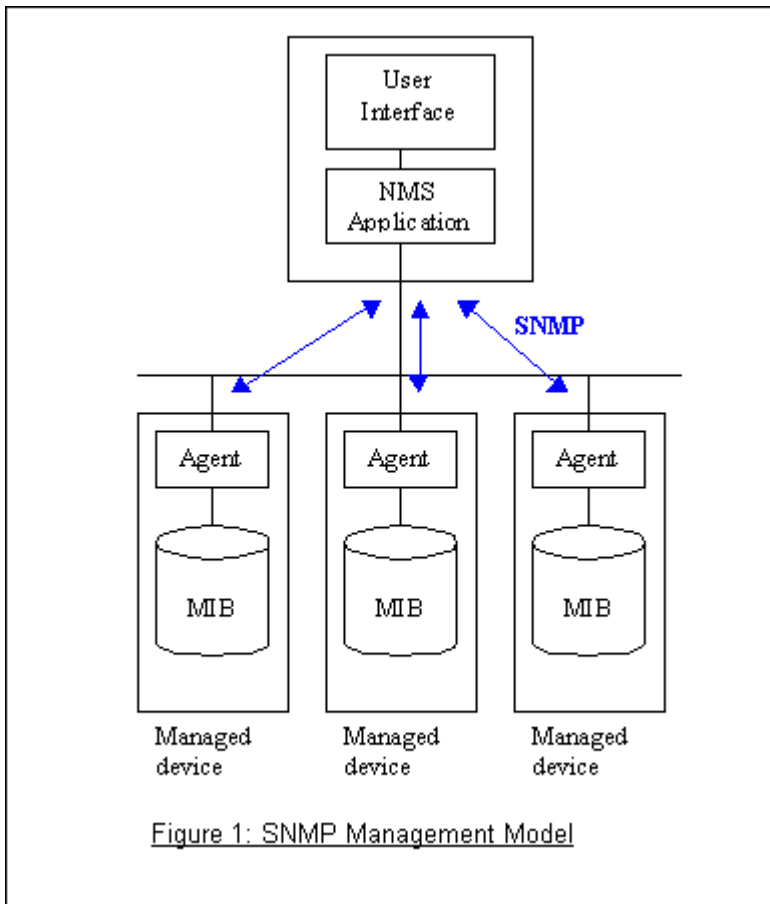 User
Interface
NMS
Application
SNMP
Agent
Agent
Agent
MIB
MIB
MIB
Managed
device
Managed
device
Managed
device
Figure 1: SNMP Management Model